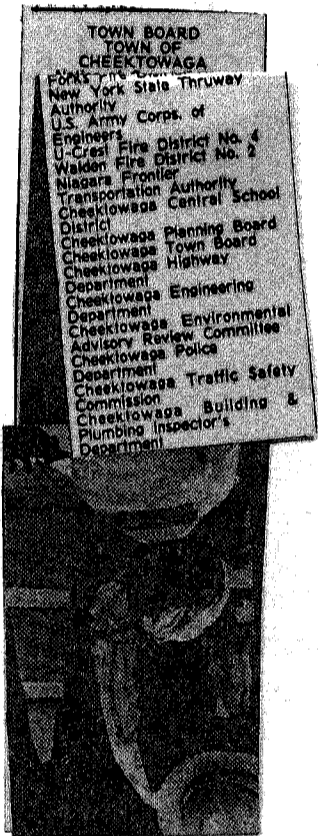 TOWN BOARD
TOWN OF
CHEEKTOWAGA
New York State Thruway
Authority
U.S. Army Corps. of
Engineers
U-Crest Fire District No. 4
Walden Fire District No. 2
Niagara Frontier
Transportation Authority
Cheektowaga Central School
District
Cheektowaga Planning Board
Cheektowaga Town Board
Cheektowaga Highway
Department
Cheektowaga Engineering
Department
Cheektowaga Environmental
Advisory Review Committee
Cheektowaga Police
Department
Cheektowaga Traffic Safety
Commission
Cheektowaga Building &
Plumbing Inspector's
Department